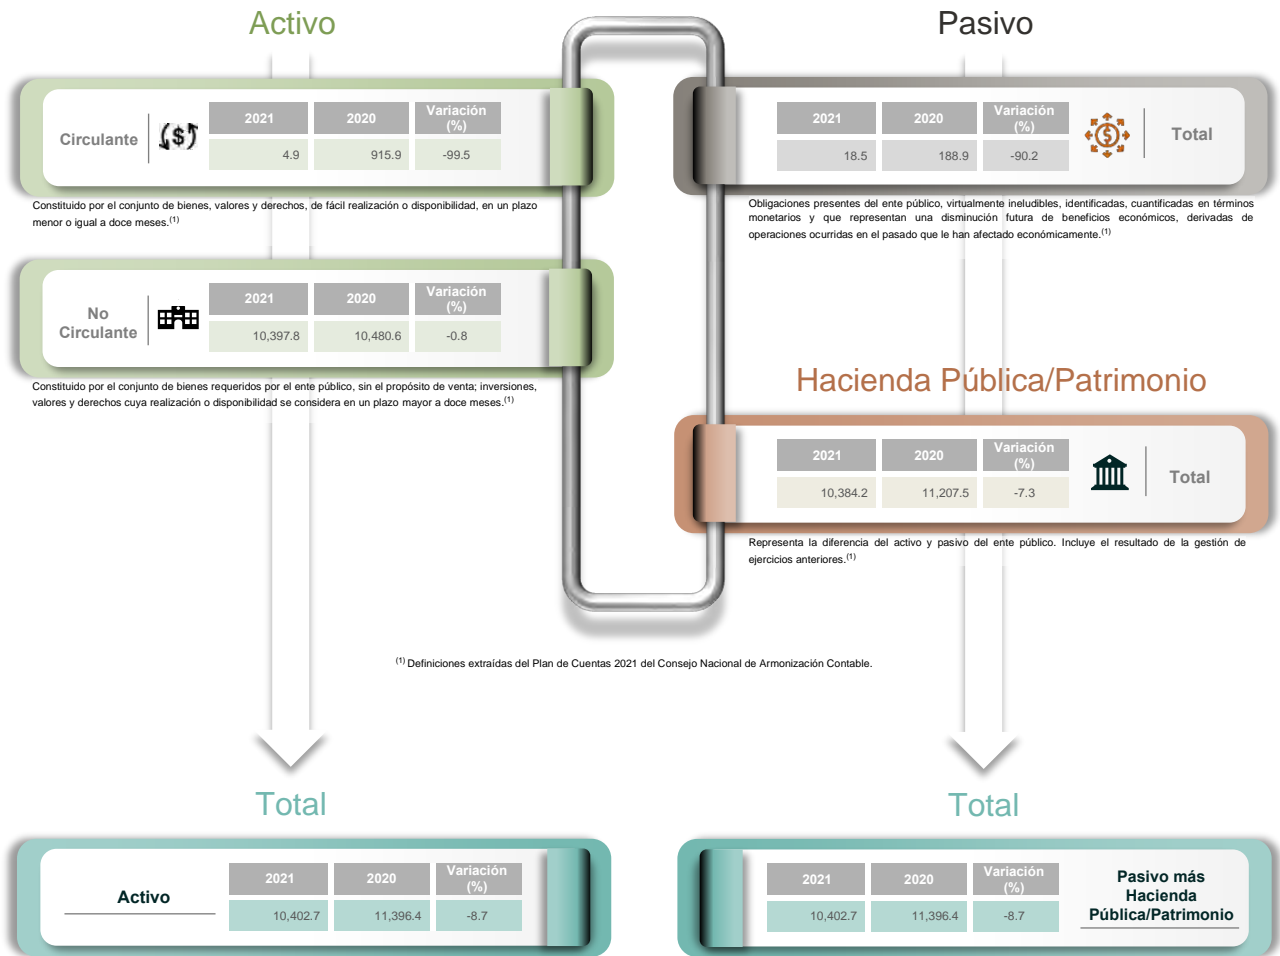 Activo
Circulante
2021 2020 Variación (%)
4.9 915.9 -99.5
Constituido por el conjunto de bienes, valores y derechos, de fácil realización o disponibilidad, en un plazo
menor o igual a doce meses.(1)
No
Circulante
2021 2020 Variación (%)
10,397.8 10,480.6 -0.8
Constituido por el conjunto de bienes requeridos por el ente público, sin el propósito de venta; inversiones,
valores y derechos cuya realización o disponibilidad se considera en un plazo mayor a doce meses.(1)
Pasivo
2021 2020 Variación (%)
18.5 188.9 -90.2
Total
Obligaciones presentes del ente público, virtualmente ineludibles, identificadas, cuantificadas en términos
monetarios y que representan una disminución futura de beneficios económicos, derivadas de
operaciones ocurridas en el pasado que le han afectado económicamente.(1)
Hacienda Pública/Patrimonio
2021 2020 Variación (%)
10,384.2 11,207.5 -7.3
Total
Representa la diferencia del activo y pasivo del ente público. Incluye el resultado de la gestión de
ejercicios anteriores.(1)
(1) Definiciones extraídas del Plan de Cuentas 2021 del Consejo Nacional de Armonización Contable.
Total
Activo
2021 2020 Variación (%)
10,402.7 11,396.4 -8.7
Total
2021 2020 Variación (%)
10,402.7 11,396.4 -8.7
Pasivo más
Hacienda
Pública/Patrimonio